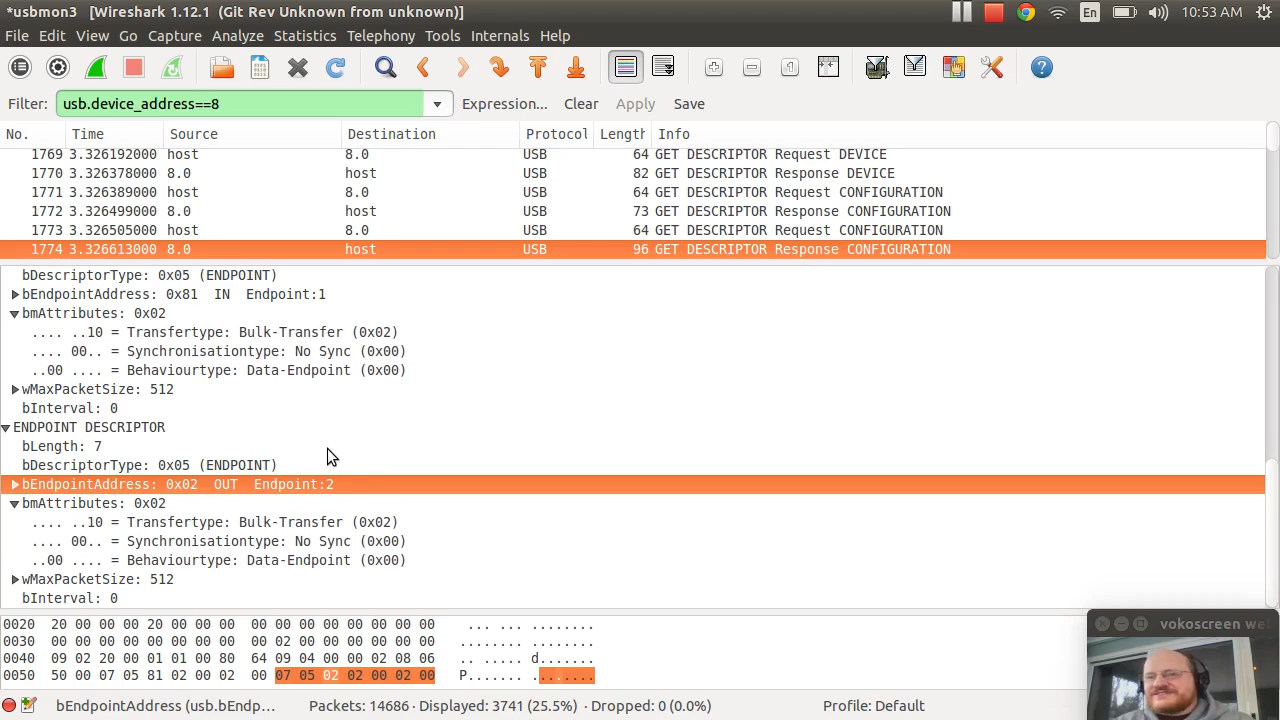 *usbmon3   [Wireshark 1.12.1  (Git Rev Unknown from unknown)]
En
10:53 AM
File Edit View Go Capture Analyze Statistics Telephony Tools Internals Help
Filter: usb.device_address==8 Expression... Clear Apply Save
No. Time Source Destination Protocol Length Info
1769 3.326192000 host 8.0 USB 64 GET DESCRIPTOR Request DEVICE
1770 3.326378000 8.0 host USB 82 GET DESCRIPTOR Response DEVICE
1771 3.326389000 host 8.0 USB 64 GET DESCRIPTOR Request CONFIGURATION
1772 3.326499000 8.0 host USB 73 GET DESCRIPTOR Response CONFIGURATION
1773 3.326505000 host 8.0 USB 64 GET DESCRIPTOR Request CONFIGURATION
1774 3.326613000 8.0 host USB 96 GET DESCRIPTOR Response CONFIGURATION
bDescriptorType: 0x05 (ENDPOINT)
bEndpointAddress: 0x81  IN  Endpoint:1
bmAttributes: 0x02
.... ..10 = Transfertype: Bulk-Transfer (0x02)
.... 00.. = Synchronisationtype: No Sync (0x00)
..00 .... = Behaviourtype: Data-Endpoint (0x00)
wMaxPacketSize: 512
bInterval: 0
ENDPOINT DESCRIPTOR
bLength: 7
bDescriptorType: 0x05 (ENDPOINT)
bEndpointAddress: 0x02  OUT  Endpoint:2
bmAttributes: 0x02
.... ..10 = Transfertype: Bulk-Transfer (0x02)
.... 00.. = Synchronisationtype: No Sync (0x00)
..00 .... = Behaviourtype: Data-Endpoint (0x00)
wMaxPacketSize: 512
bInterval: 0
0020  20 00 00 00 20 00 00 00  00 00 00 00 00 00 00 00   ... ... ........
0030  00 00 00 00 00 00 00 00  00 02 00 00 00 00 00 00  ........ ........
0040  09 02 20 00 01 01 00 80  64 09 04 00 00 02 08 06  .. ..... d.......
0050  50 00 07 05 81 02 00 02  00 07 05 02 02 00 02 00  P....... ........
vokoscreen we
bEndpointAddress (usb.bEndp... Packets: 14686 · Displayed: 3741 (25.5%) · Dropped: 0 (0.0%) Profile: Default